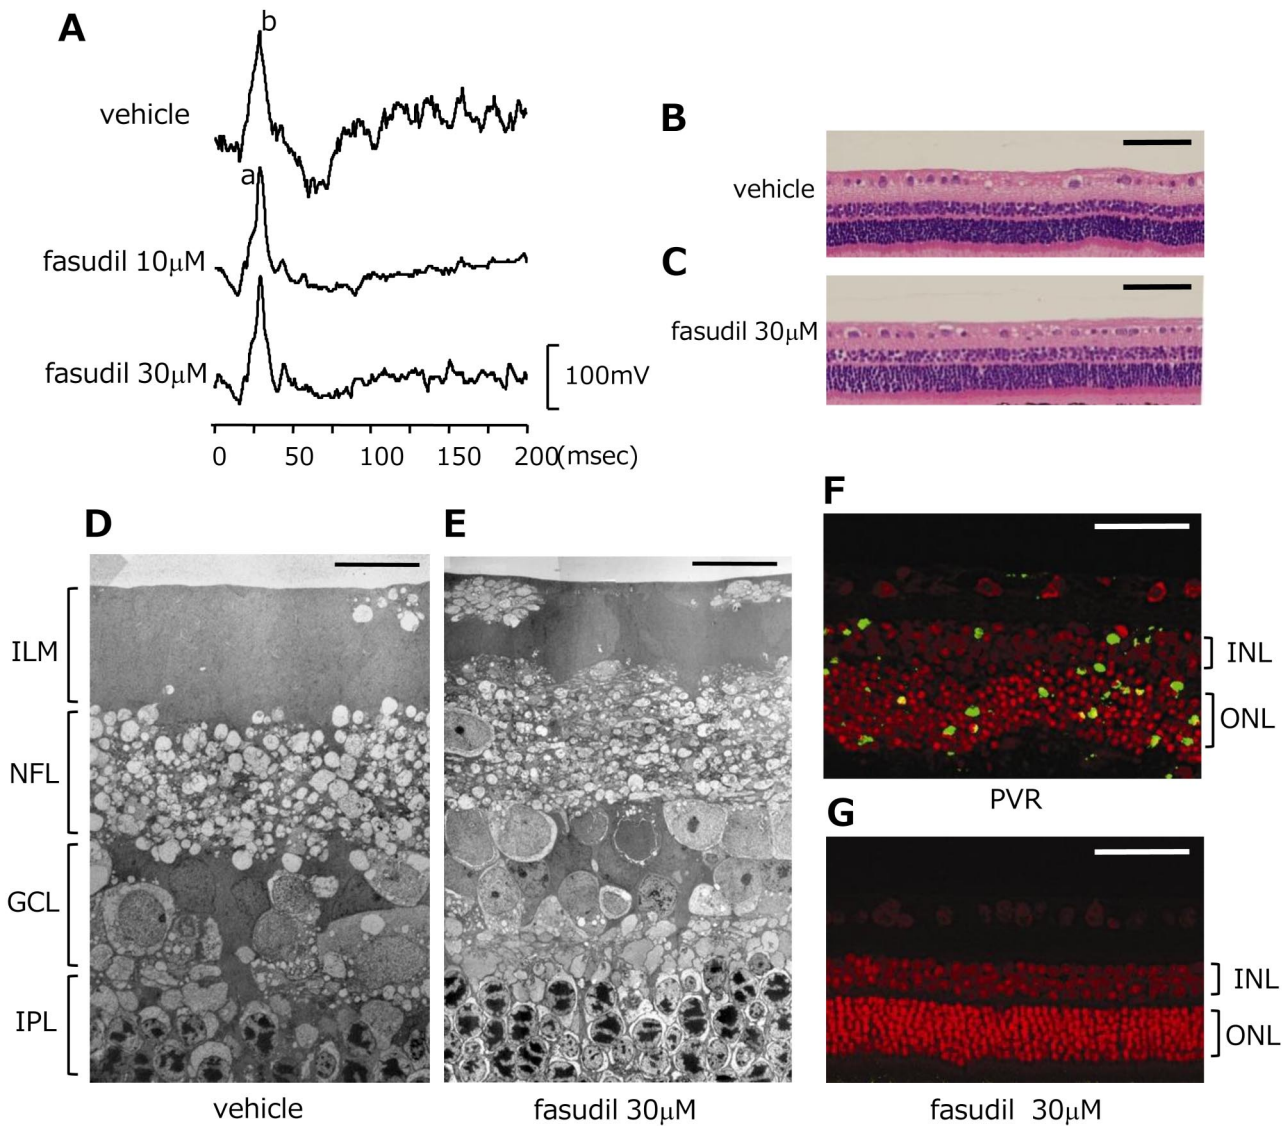 A
b
vehicle
a
fasudil 10μM
fasudil 30μM
100mV
0 50 100 150 200(msec)
B
vehicle
C
fasudil 30μM
D
ILM
NFL
GCL
IPL
vehicle
E
fasudil 30μM
F
INL
ONL
PVR
G
INL
ONL
fasudil 30μM